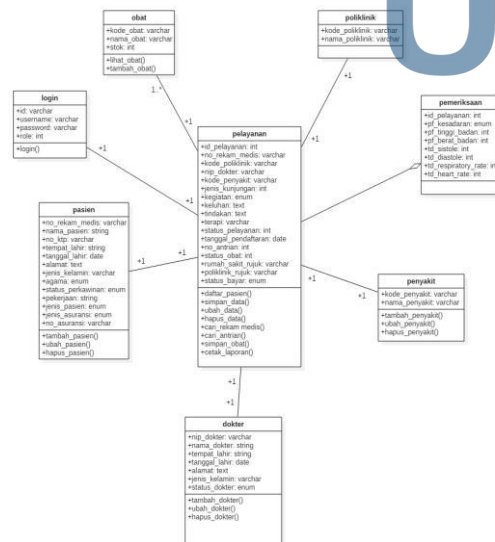 obat
+kode_obat: varchar
+nama_obat: varchar
+stok: int
+lihat_obat()
+tambah_obat()
poliklinik
+kode_poliklinik: varchar
+nama_poliklinik: varchar
login
+id: varchar
+username: varchar
+password: varchar
+role: int
+login()
pemeriksaan
+id_pelayanan: int
+pf_kesadaran: enum
+pf_tinggi_badan: int
+pf_berat_badan: int
+td_sistole: int
+td_diastole: int
+td_respiratory_rate: int
+td_heart_rate: int
pelayanan
+id_pelayanan: int
+no_rekam_medis: varchar
+kode_poliklinik: varchar
+nip_dokter: varchar
+kode_penyakit: varchar
+jenis_kunjungan: int
+kegiatan: enum
+keluhan: text
+tindakan: text
+terapi: varchar
+status_pelayanan: int
+tanggal_pendaftaran: date
+no_antrian: int
+status_obat: int
+rumah_sakit_rujuk: varchar
+poliklinik_rujuk: varchar
+status_bayar: enum
+daftar_pasien()
+simpan_data()
+ubah_data()
+hapus_data()
+cari_rekam medis()
+cari_antrian()
+simpan_obat()
+cetak_laporan()
pasien
+no_rekam_medis: varchar
+nama_pasien: string
+no_ktp: varchar
+tempat_lahir: string
+tanggal_lahir: date
+alamat: text
+jenis_kelamin: varchar
+agama: enum
+status_perkawinan: enum
+pekerjaan: string
+jenis_pasien: enum
+jenis_asuransi: enum
+no_asuransi: varchar
+tambah_pasien()
+ubah_pasien()
+hapus_pasien()
penyakit
+kode_penyakit: varchar
+nama_penyakit: varchar
+tambah_penyakit()
+ubah_penyakit()
+hapus_penyakit()
dokter
+nip_dokter: varchar
+nama_dokter: string
+tempat_lahir: string
+tanggal_lahir: date
+alamat: text
+jenis_kelamin: varchar
+status_dokter: enum
+tambah_dokter()
+ubah_dokter()
+hapus_dokter()
1..*
+1
+1
+1
+1
+1
+1
+1
+1
+1
+1
+1